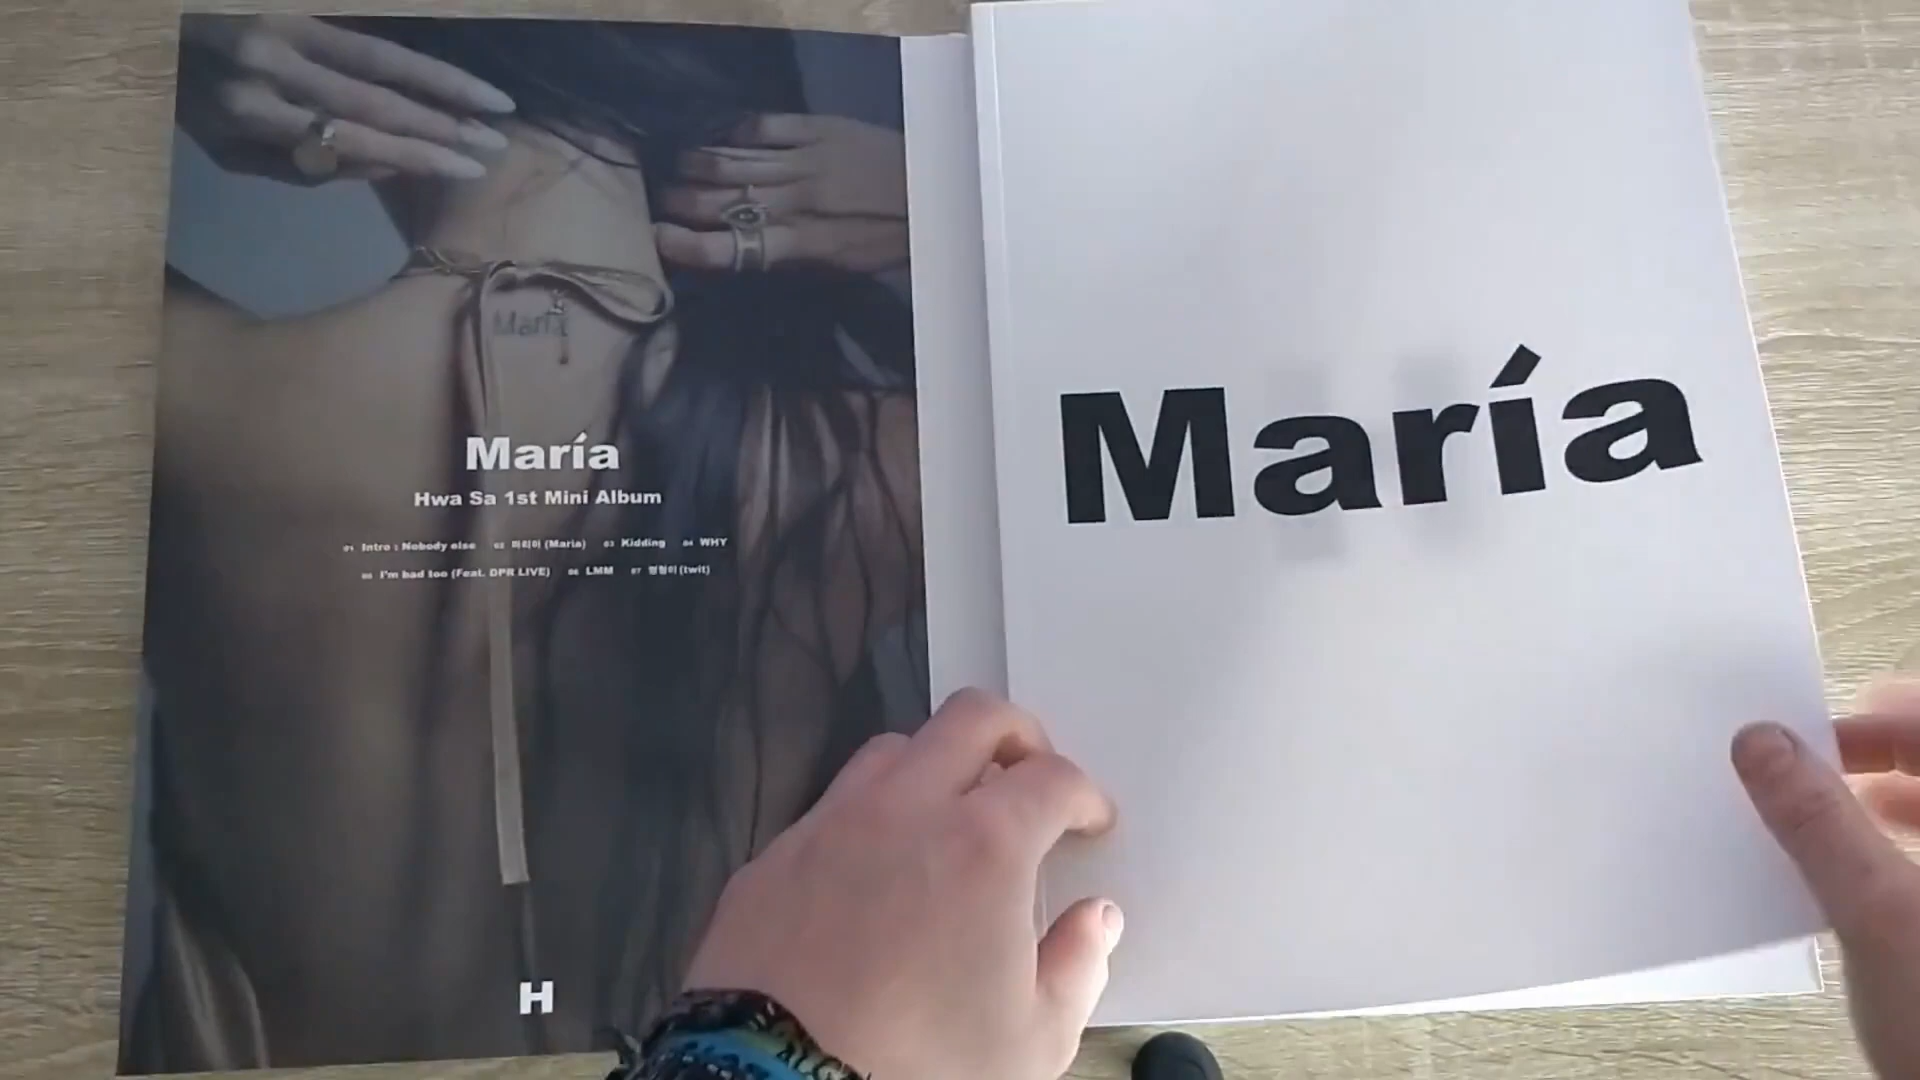 María
María
Hwa Sa 1st Mini Album
01 Intro : Nobody else 02 마리아 (Maria) 03 Kidding 04 WHY
05 I'm bad too (Feat. DPR LIVE) 06 LMM 07 멍청이 (twit)
H
María